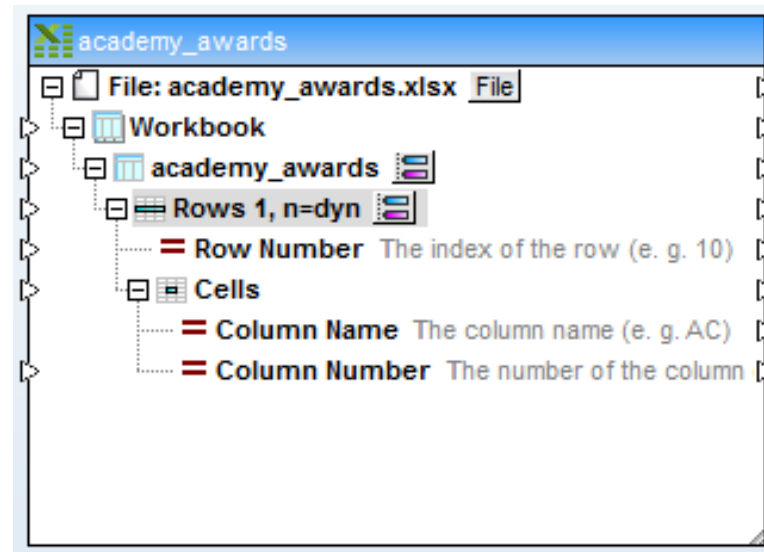 academy_awards
File: academy_awards.xlsx File
Workbook
academy_awards
Rows 1, n=dyn
Row Number The index of the row (e. g. 10)
Cells
Column Name The column name (e. g. AC)
Column Number The number of the column